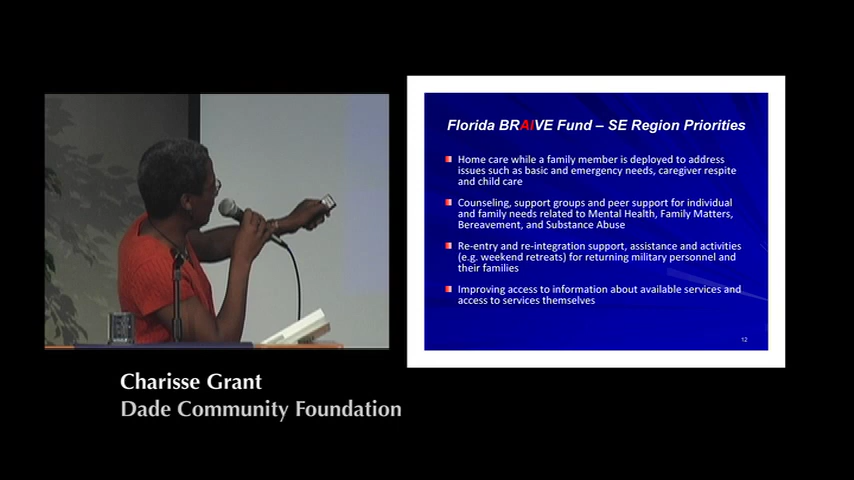 Florida BRAIVE Fund – SE Region Priorities
Home care while a family member is deployed to address
issues such as basic and emergency needs, caregiver respite
and child care
Counseling, support groups and peer support for individual
and family needs related to Mental Health, Family Matters,
Bereavement, and Substance Abuse
Re-entry and re-integration support, assistance and activities
(e.g. weekend retreats) for returning military personnel and
their families
Improving access to information about available services and
access to services themselves
12
Charisse Grant
Dade Community Foundation